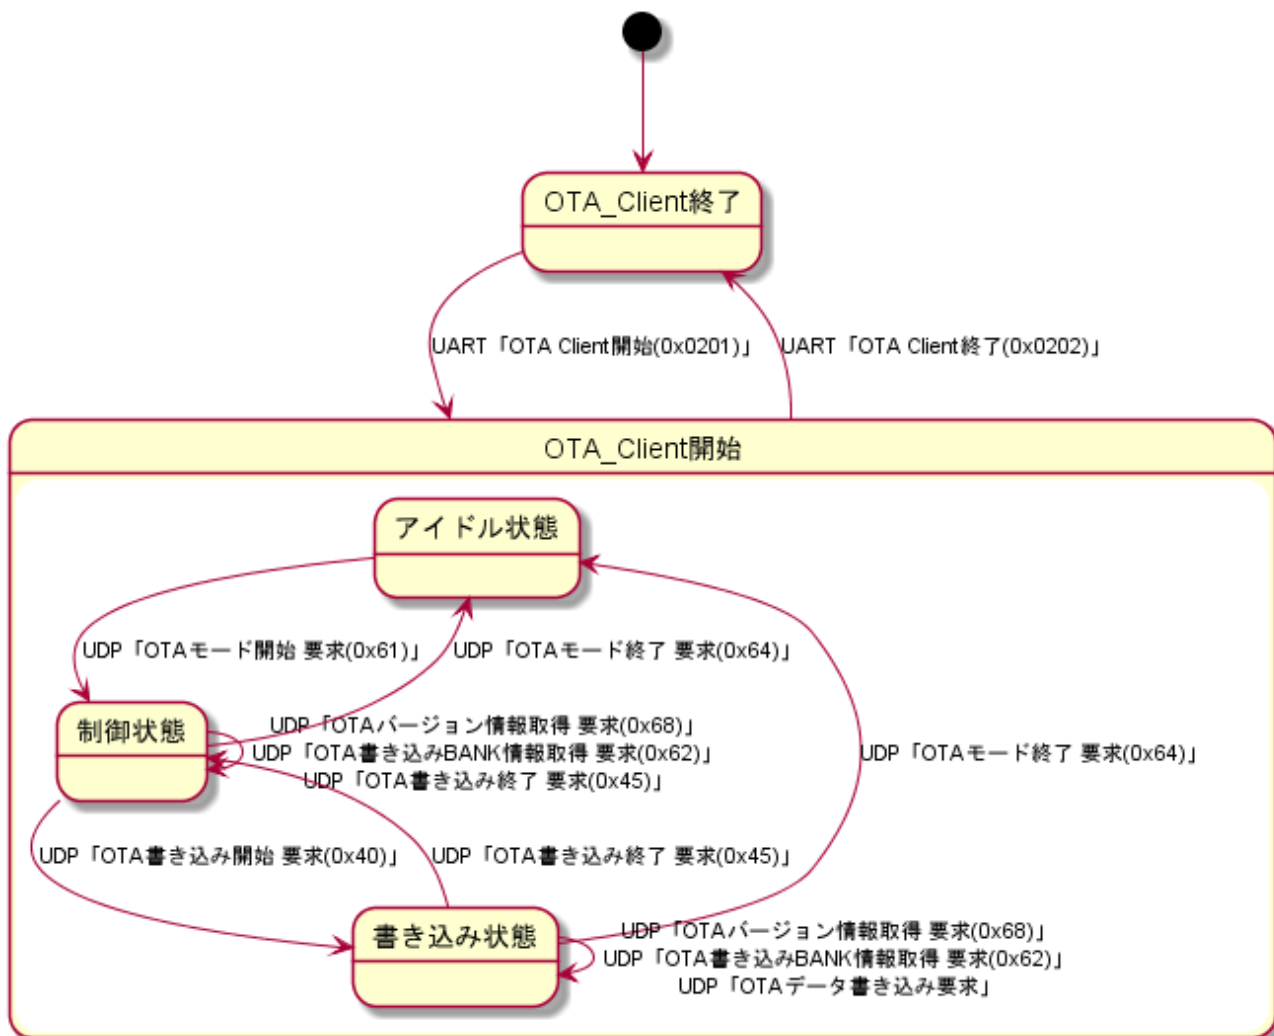 OTA_Client終了
UART「OTA Client開始(0x0201)」
UART「OTA Client終了(0x0202)」
OTA_Client開始
アイドル状態
UDP「OTAモード開始 要求(0x61)」
UDP「OTAモード終了 要求(0x64)」
制御状態
UDP「OTAバージョン情報取得 要求(0x68)」
UDP「OTA書き込みBANK情報取得 要求(0x62)」
UDP「OTA書き込み終了 要求(0x45)」
UDP「OTAモード終了 要求(0x64)」
UDP「OTA書き込み開始 要求(0x40)」
UDP「OTA書き込み終了 要求(0x45)」
書き込み状態
UDP「OTAバージョン情報取得 要求(0x68)」
UDP「OTA書き込みBANK情報取得 要求(0x62)」
UDP「OTAデータ書き込み要求」